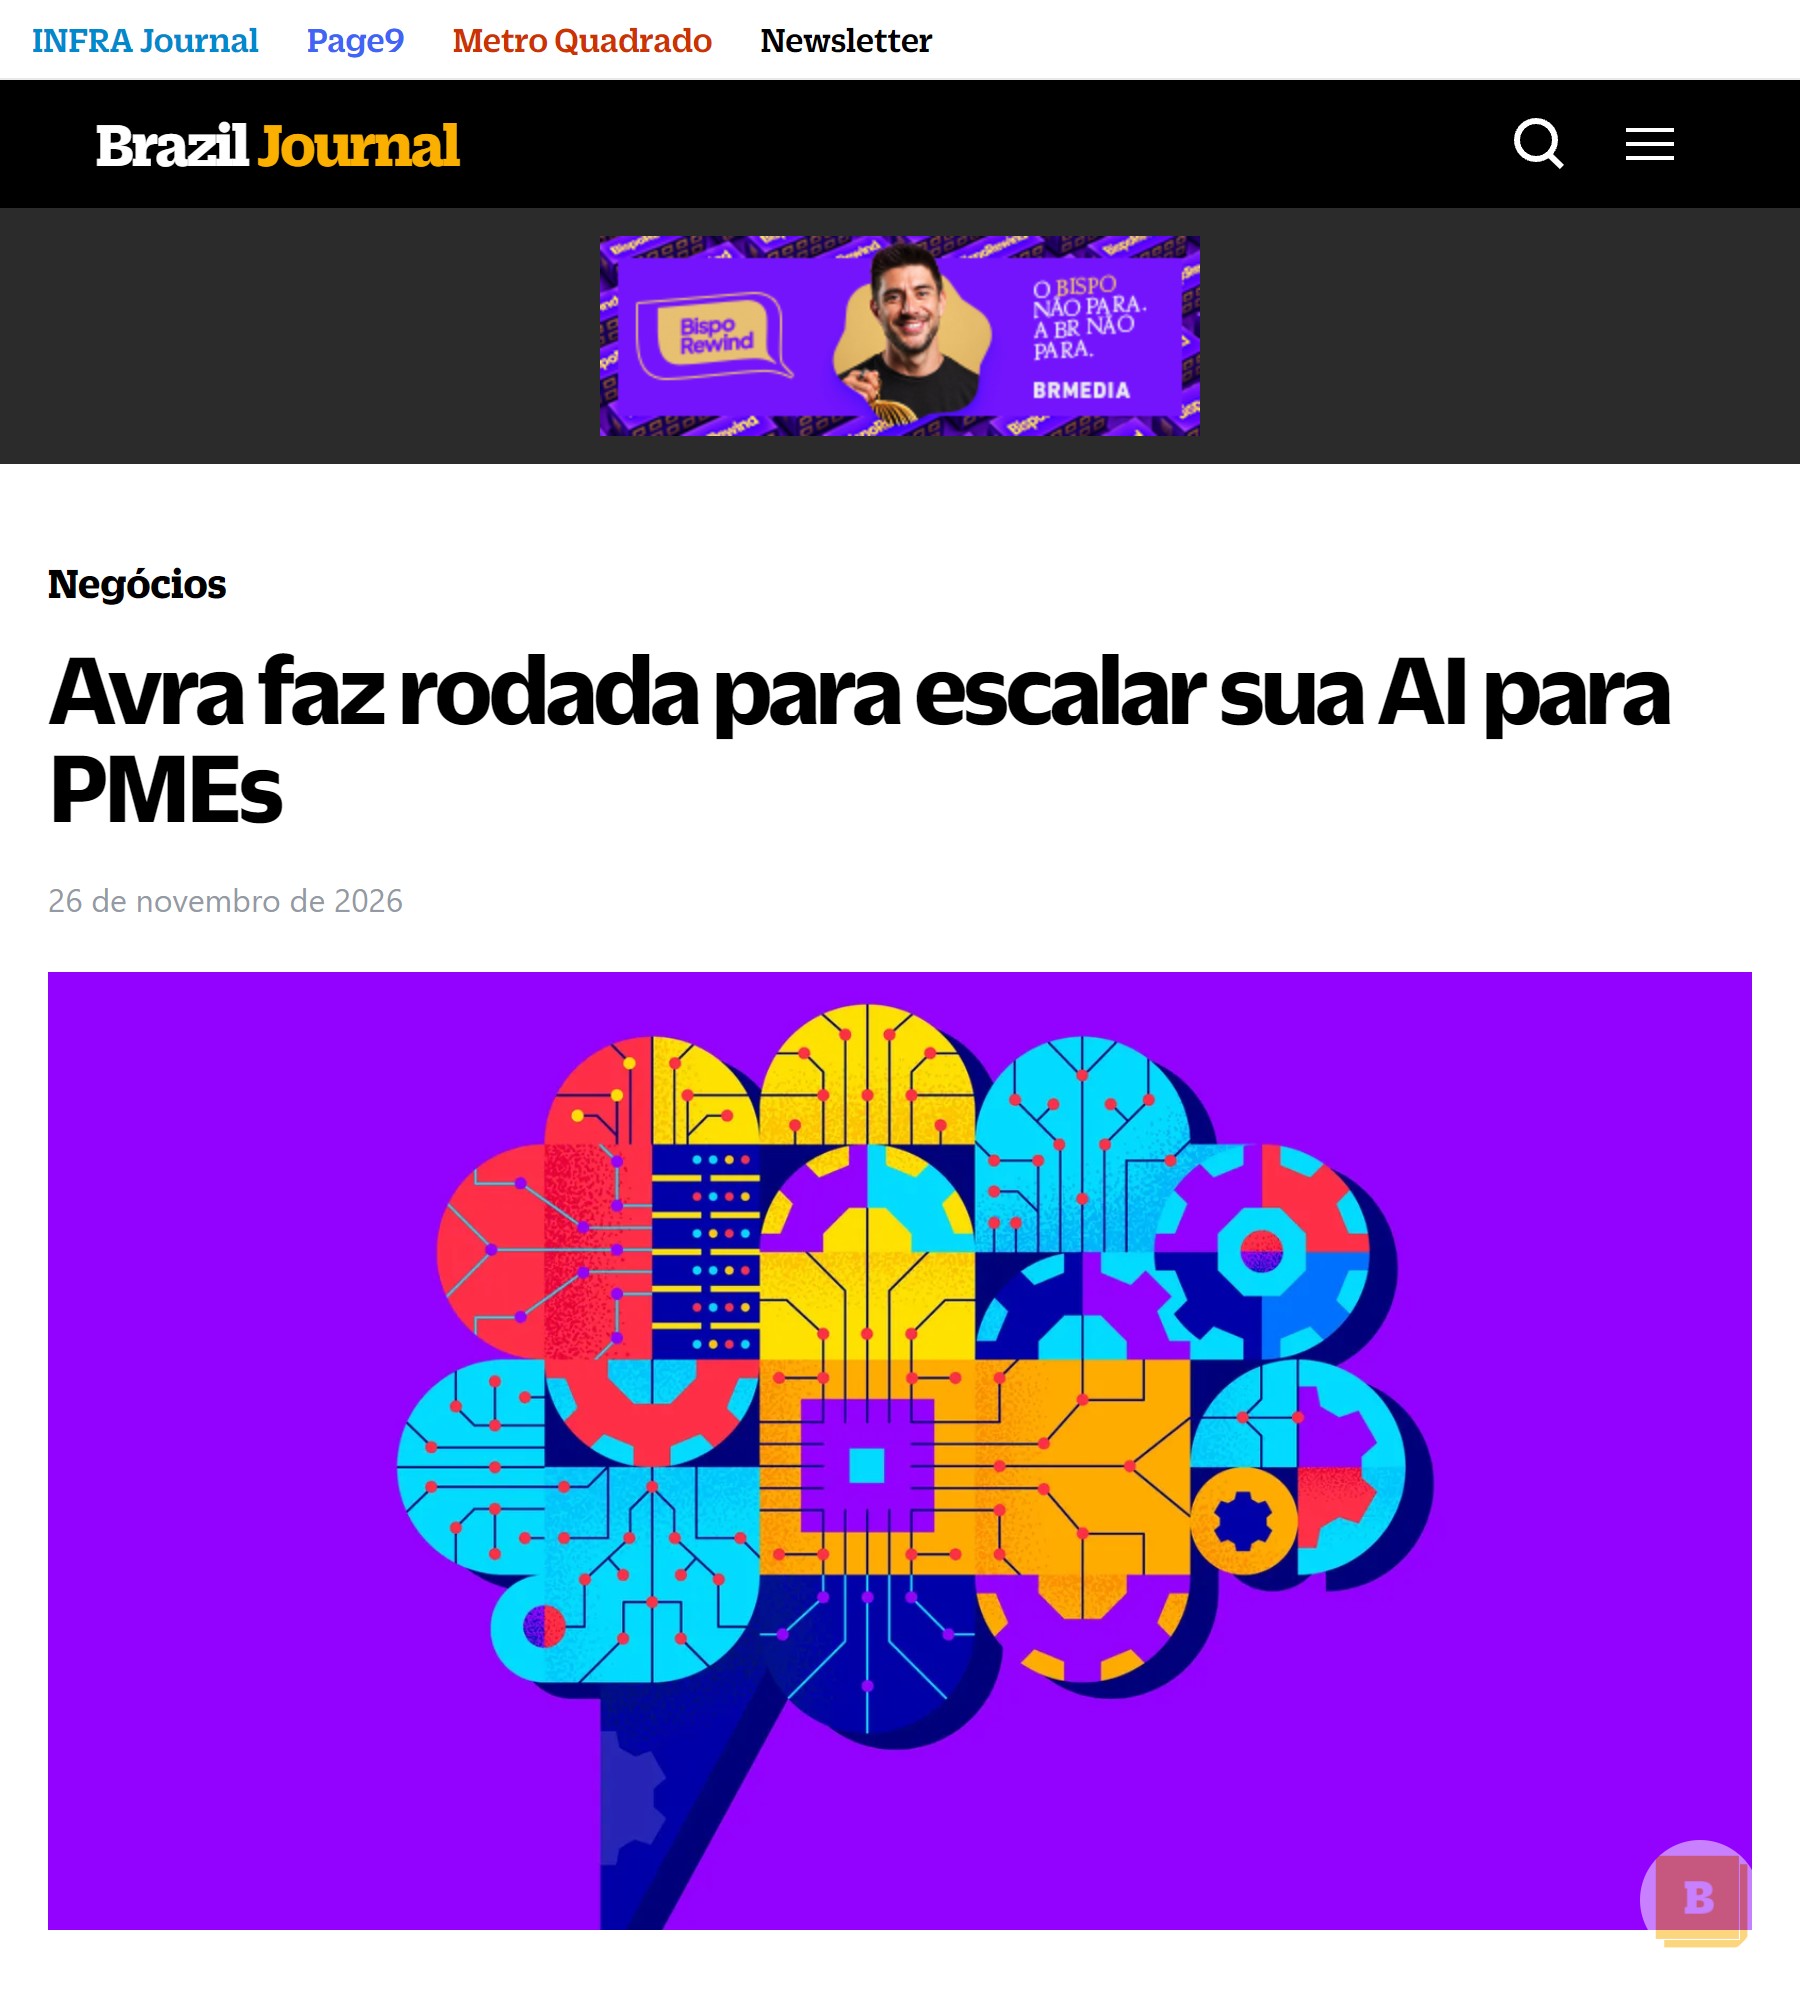 INFRA Journal Page9 Metro Quadrado Newsletter
Brazil Journal
Bispo
Rewind
O BISPO
NÃO PARA.
A BR NÃO
PARA.
BRMEDIA
Negócios
Avra faz rodada para escalar sua AI para
PMEs
26 de novembro de 2026
B